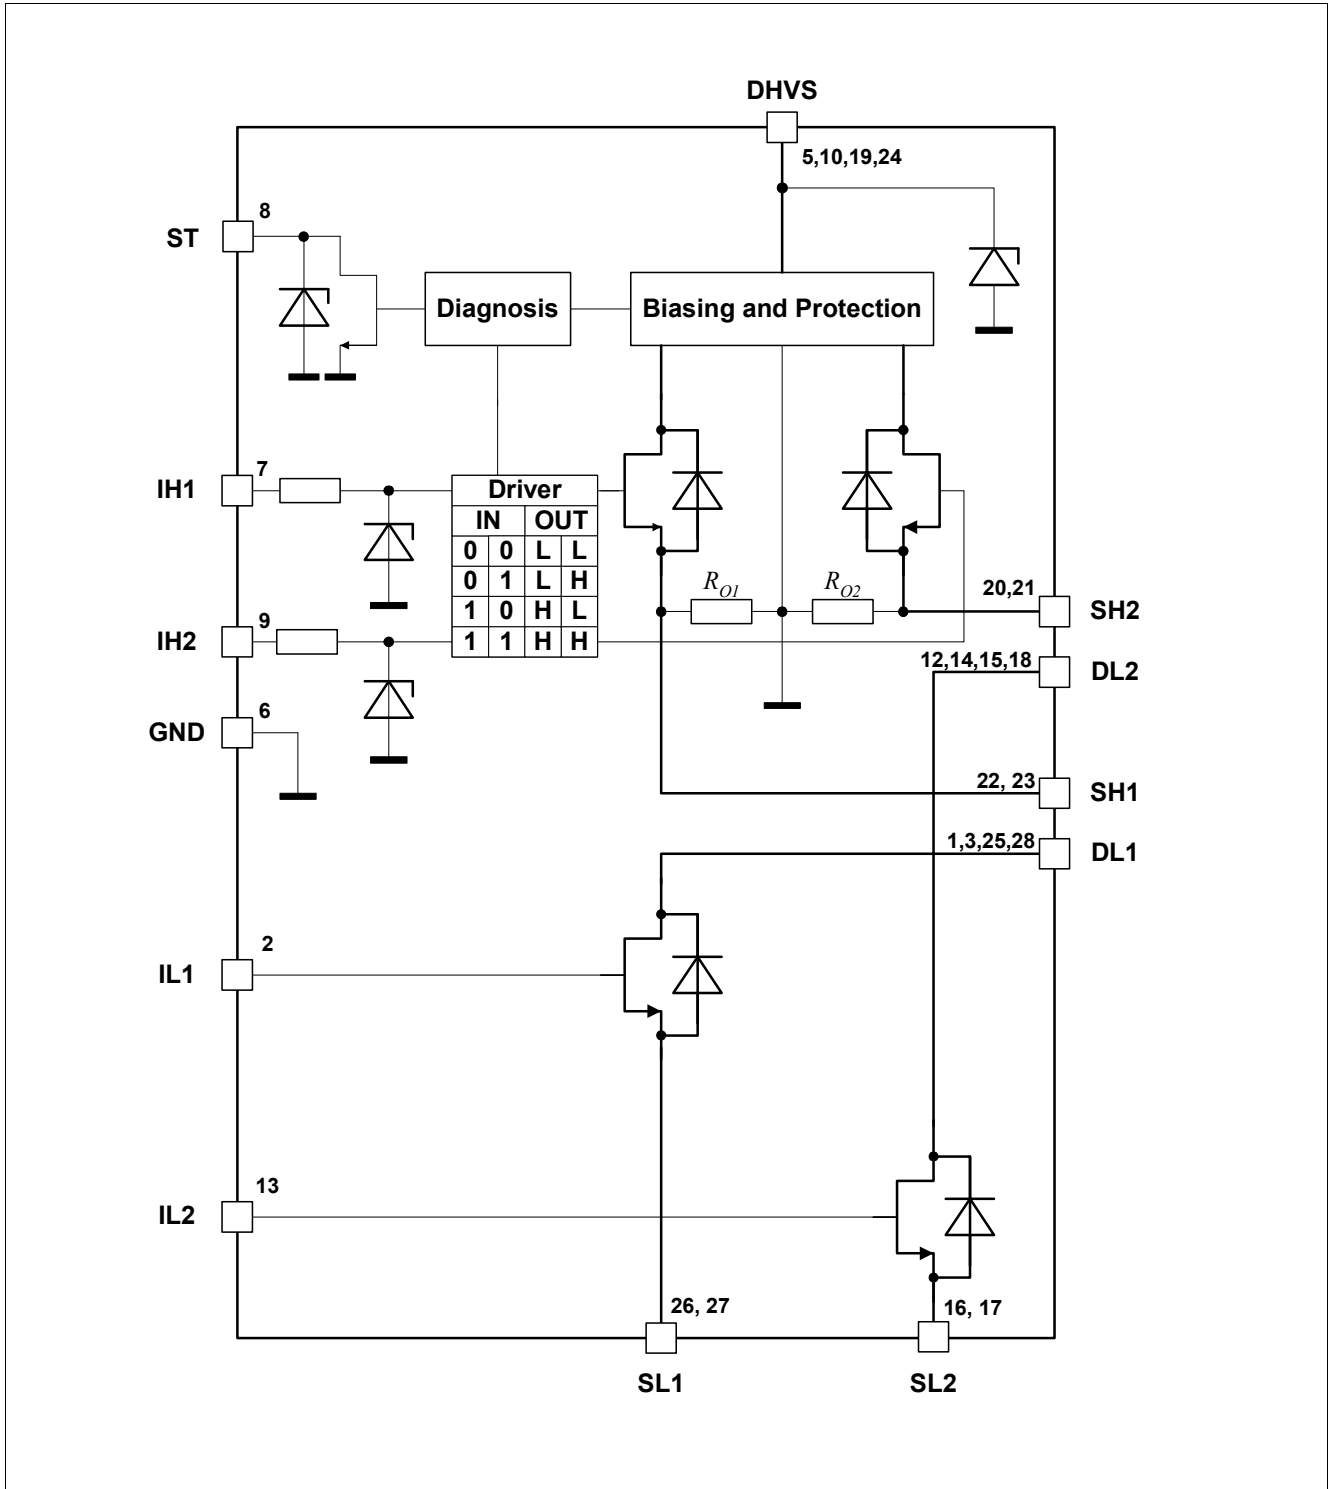 DHVS
5,10,19,24
8
ST
Diagnosis
Biasing and Protection
7
IH1
Driver
IN OUT
0 0 L L
0 1 L H
1 0 H L
1 1 H H
RO1
RO2
20,21
SH2
9
IH2
12,14,15,18
DL2
6
GND
22, 23
SH1
1,3,25,28
DL1
2
IL1
13
IL2
26, 27
16, 17
SL1
SL2